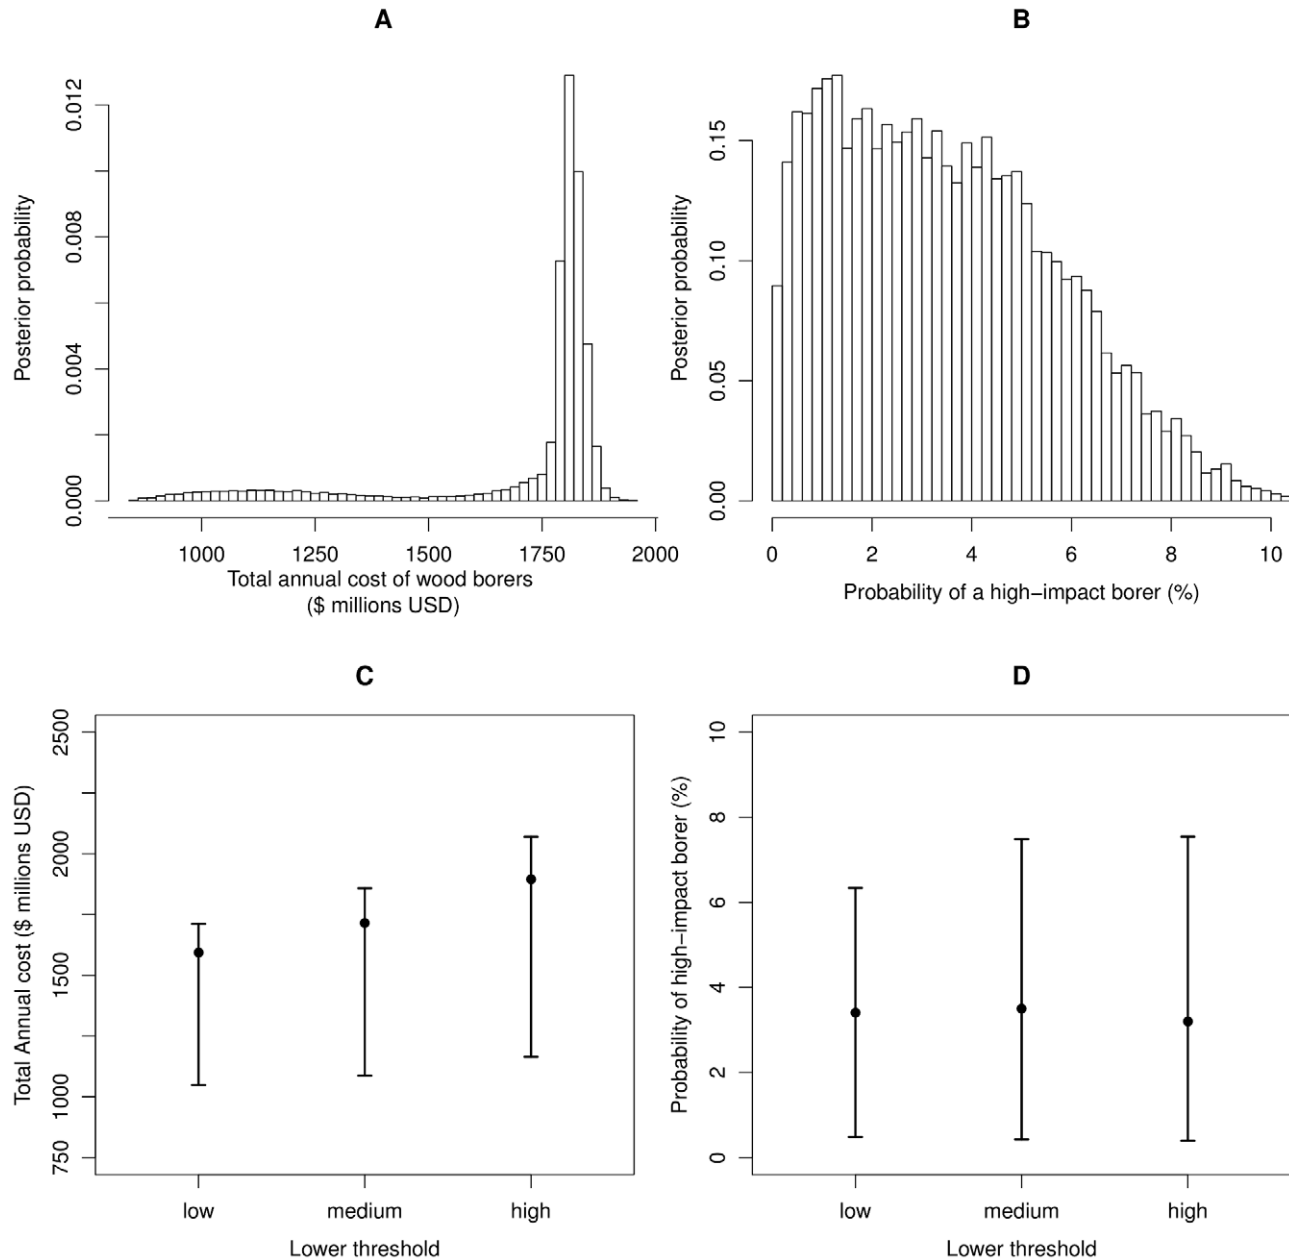 A
Posterior probability
0.000
0.004
0.008
0.012
1000 1250 1500 1750 2000
Total annual cost of wood borers
($ millions USD)
B
Posterior probability
0.00
0.05
0.10
0.15
0 2 4 6 8 10
Probability of a high−impact borer (%)
C
Total Annual cost ($ millions USD)
750
1000
1500
2000
2500
low medium high
Lower threshold
D
Probability of high−impact borer (%)
0
2
4
6
8
10
low medium high
Lower threshold